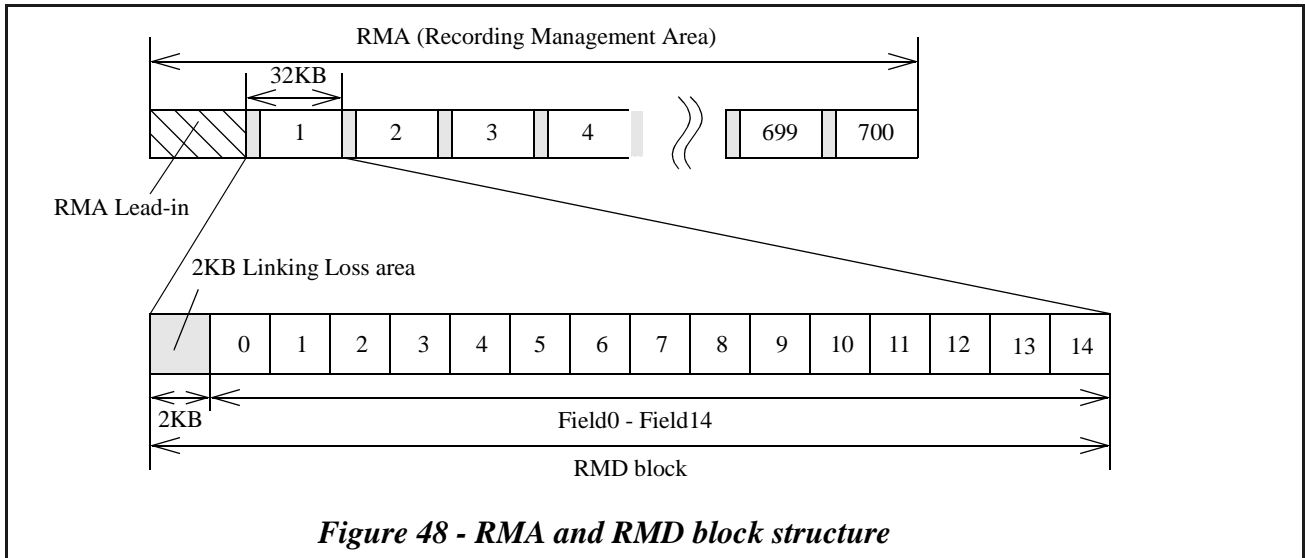 RMA (Recording Management Area)
32KB
1 2 3 4 699 700
RMA Lead-in
2KB Linking Loss area
0 1 2 3 4 5 6 7 8 9 10 11 12 13 14
2KB Field0 - Field14
RMD block
Figure 48 - RMA and RMD block structure